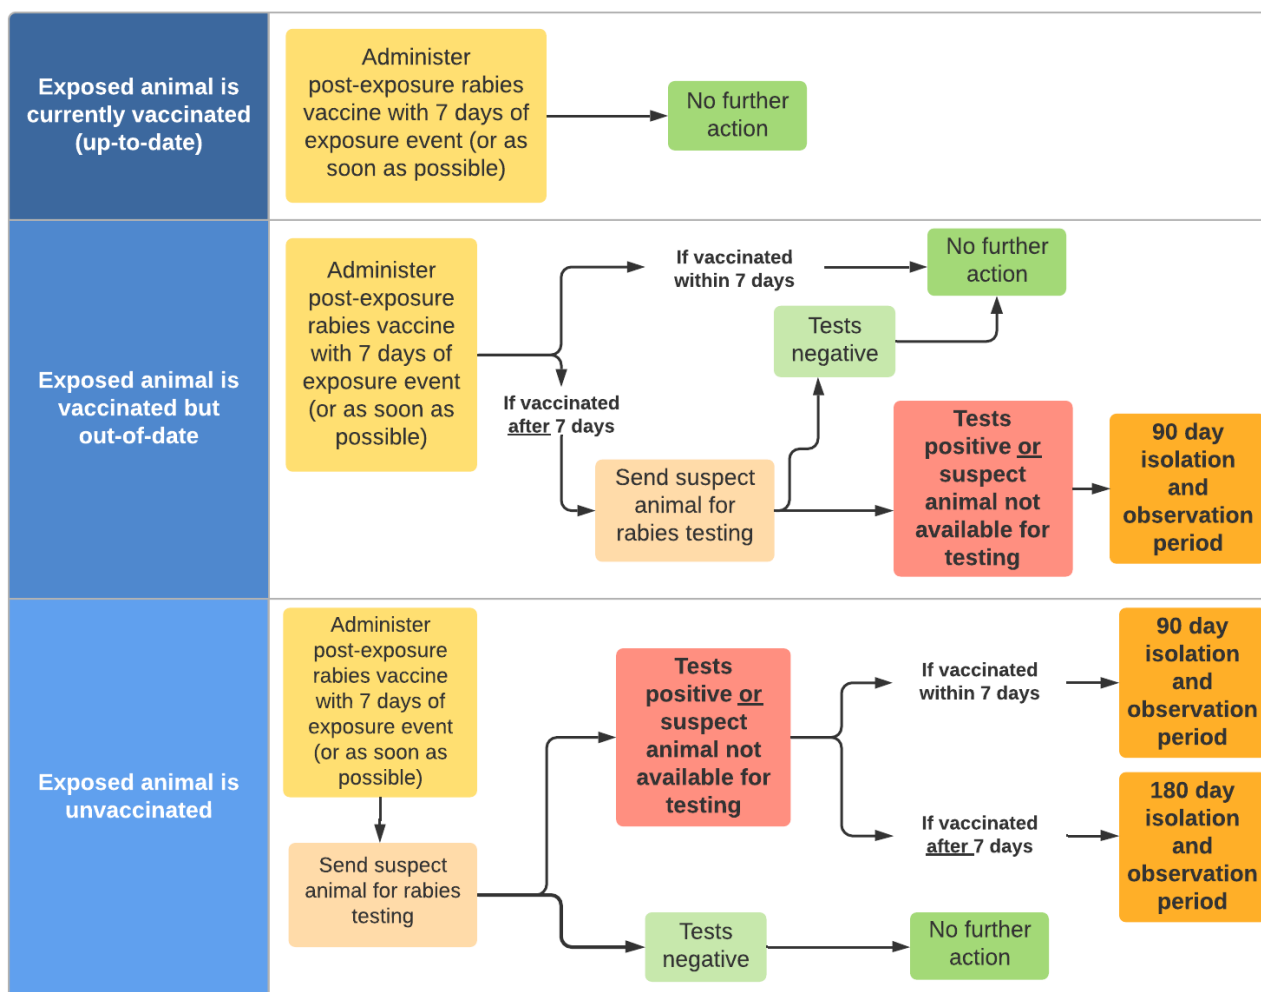 Exposed animal is
currently vaccinated
(up-to-date)
Administer
post-exposure rabies
vaccine with 7 days of
exposure event (or as
soon as possible)
No further
action
Exposed animal is
vaccinated but
out-of-date
Administer
post-exposure
rabies vaccine
with 7 days of
exposure event
(or as soon as
possible)
If vaccinated
within 7 days
No further
action
If vaccinated
after 7 days
Send suspect
animal for
rabies testing
Tests
negative
Tests
positive or
suspect
animal not
available for
testing
90 day
isolation
and
observation
period
Exposed animal is
unvaccinated
Administer
post-exposure
rabies vaccine
with 7 days of
exposure event
(or as soon as
possible)
Send suspect
animal for rabies
testing
Tests
positive or
suspect
animal not
available for
testing
If vaccinated
within 7 days
90 day
isolation
and
observation
period
If vaccinated
after 7 days
180 day
isolation
and
observation
period
Tests
negative
No further
action